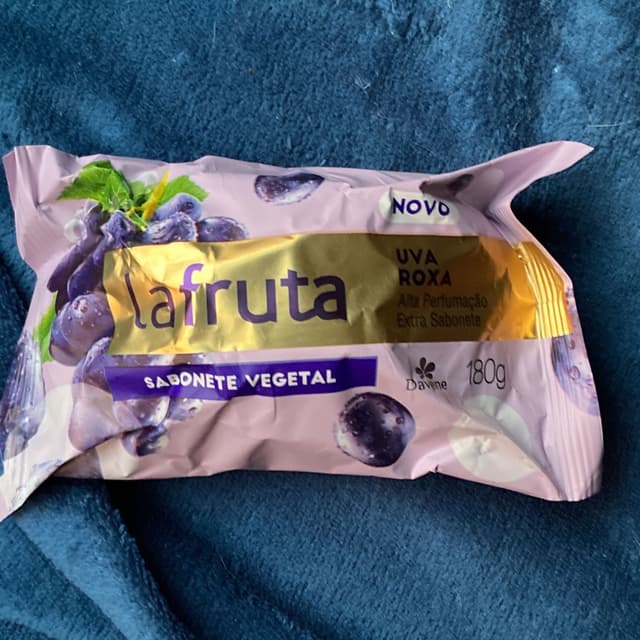 NOVO
lafruta
UVA
ROXA
Alta Perfumação
Extra Sabonete
SABONETE VEGETAL
Davene
180g